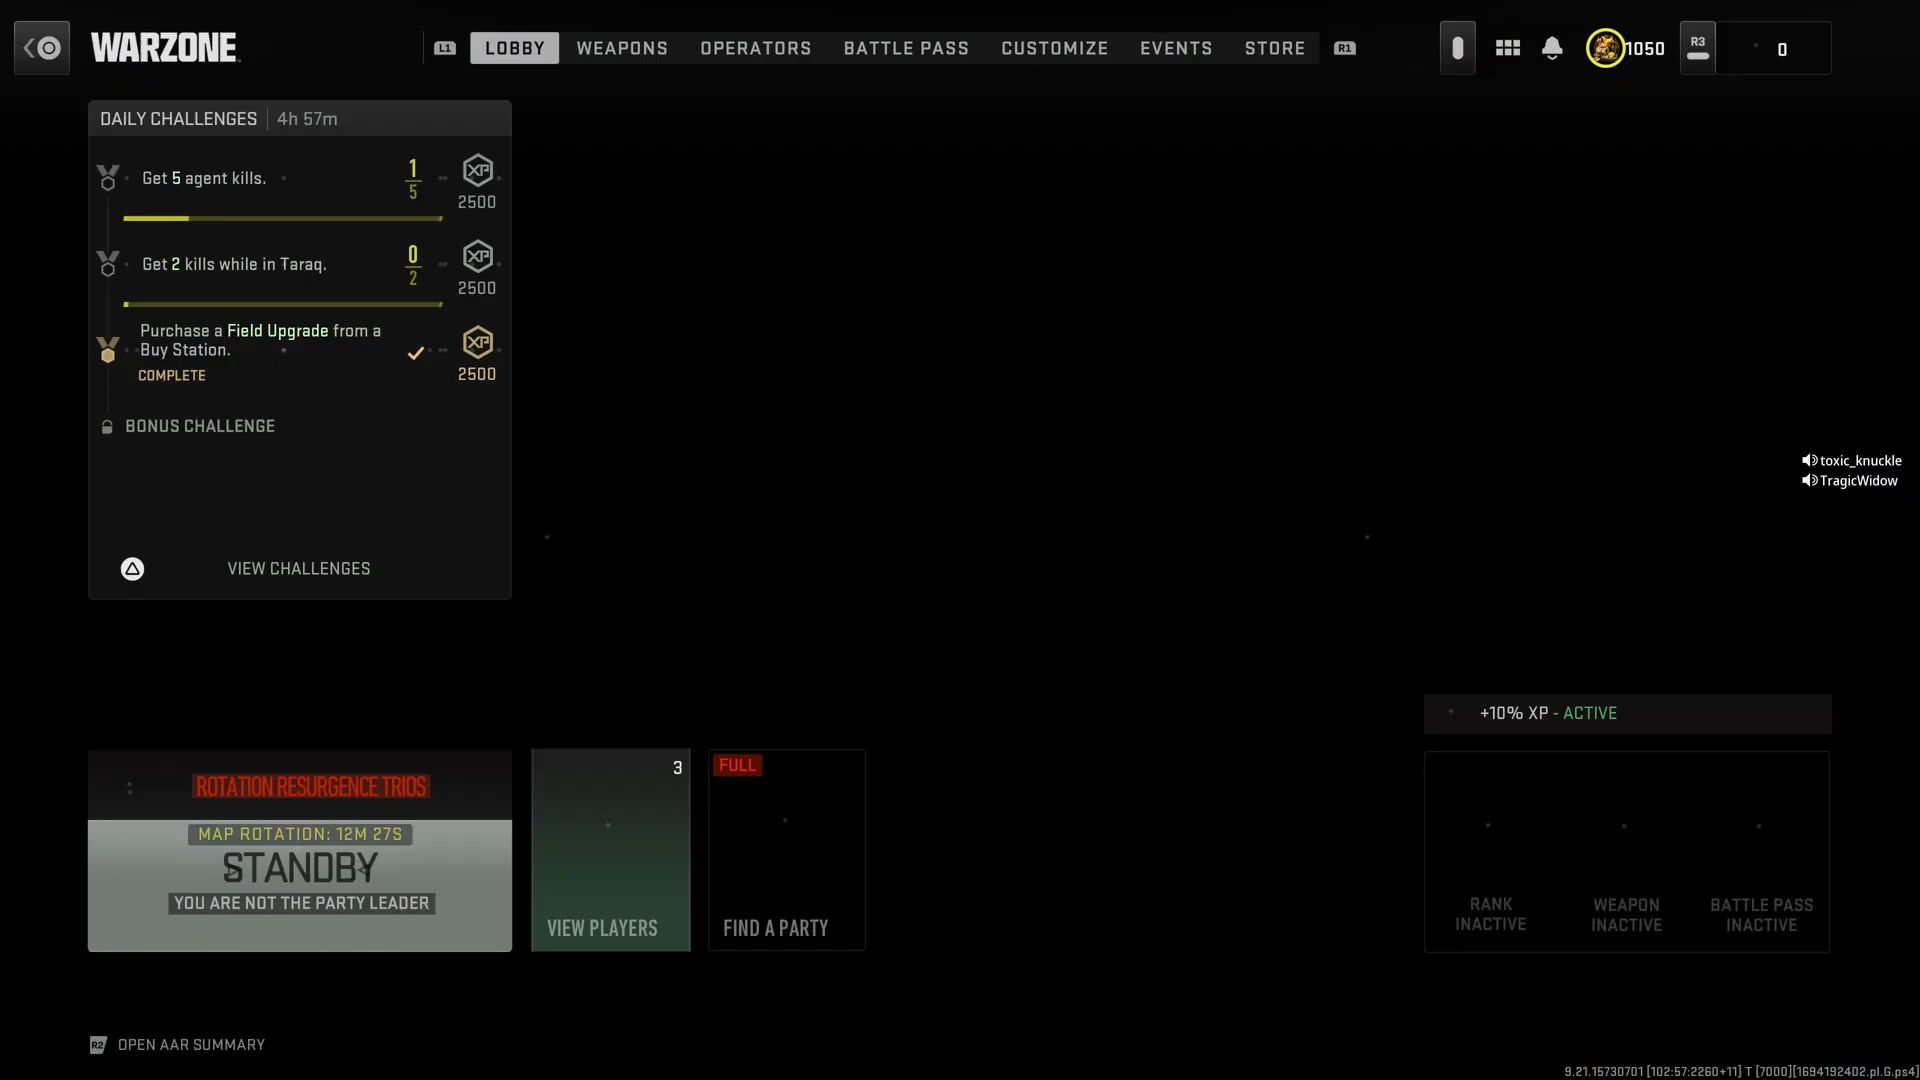 WARZONE
L1
LOBBY
WEAPONS
OPERATORS
BATTLE PASS
CUSTOMIZE
EVENTS
STORE
R1
1050
R3
0
DAILY CHALLENGES
4h 57m
Get 5 agent kills.
1
5
XP
2500
Get 2 kills while in Taraq.
0
2
XP
2500
Purchase a Field Upgrade from a
Buy Station.
COMPLETE
XP
2500
BONUS CHALLENGE
VIEW CHALLENGES
toxic_knuckle
TragicWidow
+10% XP - ACTIVE
ROTATION RESURGENCE TRIOS
MAP ROTATION: 12M 27S
STANDBY
YOU ARE NOT THE PARTY LEADER
3
VIEW PLAYERS
FULL
FIND A PARTY
RANK
INACTIVE
WEAPON
INACTIVE
BATTLE PASS
INACTIVE
R2
OPEN AAR SUMMARY
9.21.15730701 [102:57:2260+11] T [7000][1694192402.pl.G.ps4]